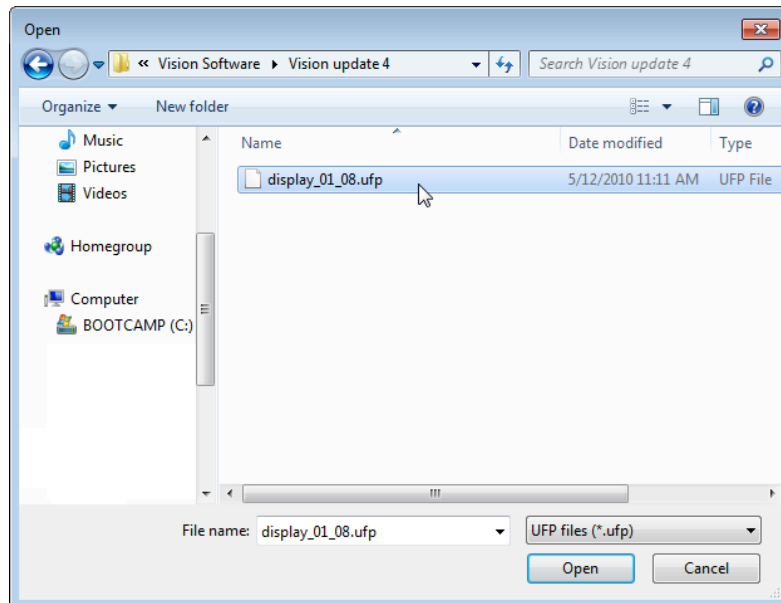 Open
« Vision Software ▸ Vision update 4
Search Vision update 4
Organize
New folder
Name
Date modified
Type
Music
Pictures
Videos
Homegroup
Computer
BOOTCAMP (C:)
display_01_08.ufp
5/12/2010 11:11 AM
UFP File
File name:
display_01_08.ufp
UFP files (*.ufp)
Open
Cancel